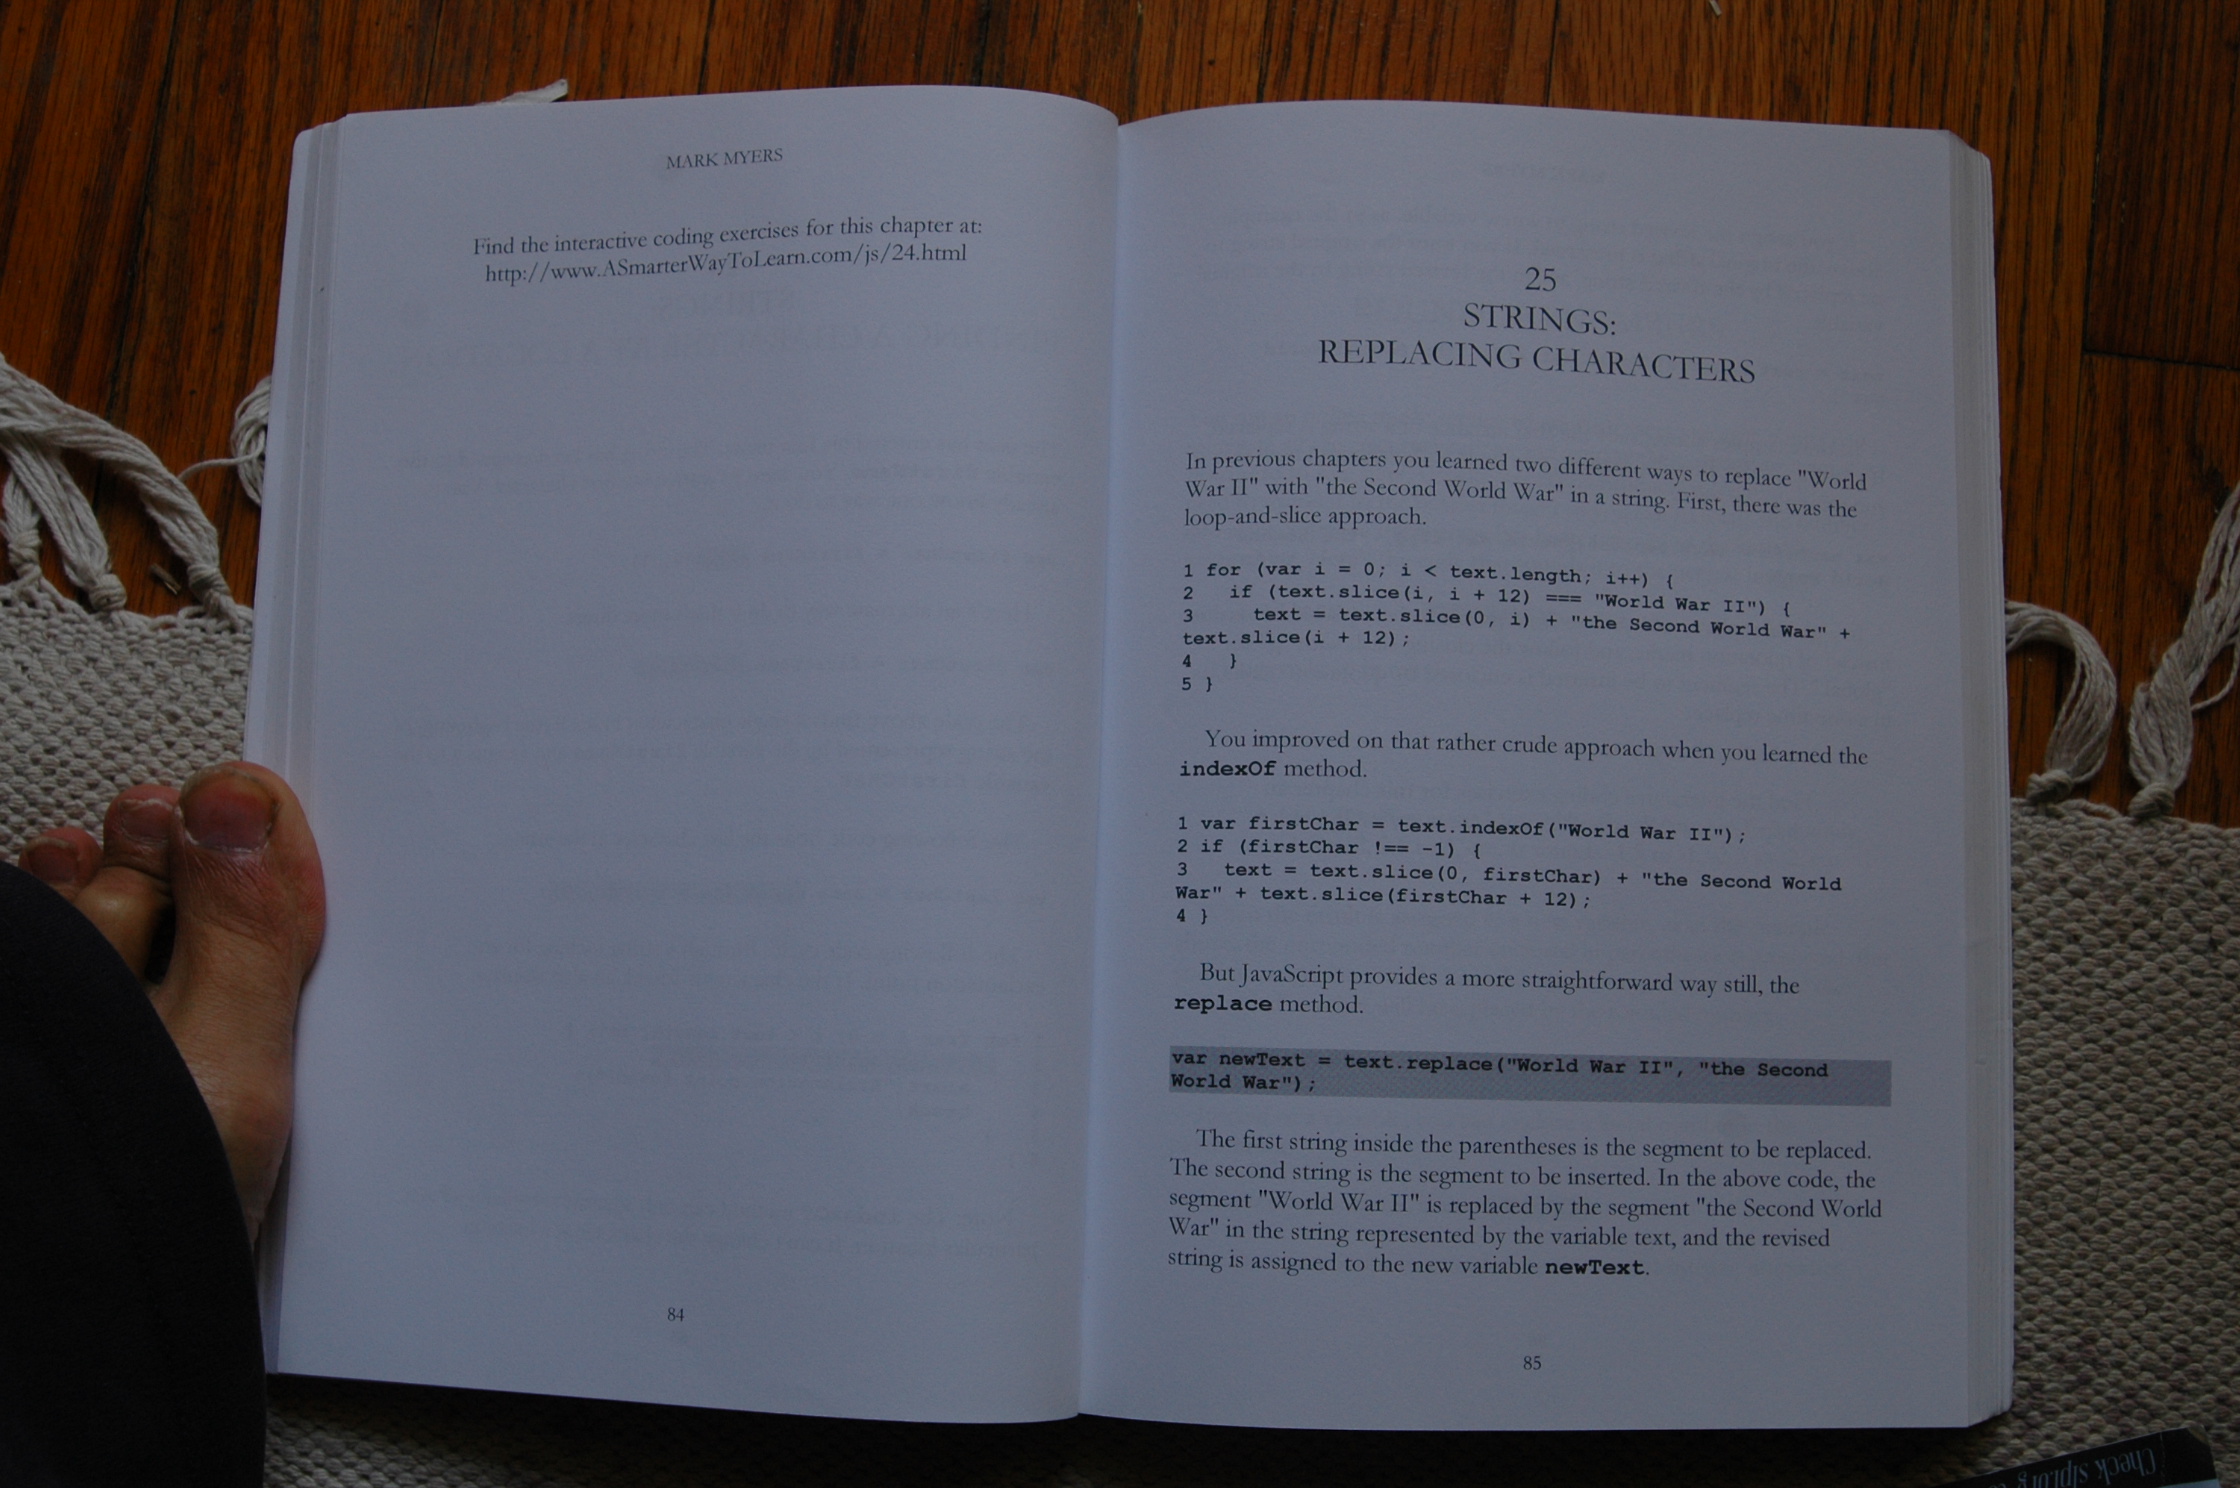 MARK MYERS
Find the interactive coding exercises for this chapter at:
http://www.ASmarterWayToLearn.com/js/24.html
84
25
STRINGS:
REPLACING CHARACTERS
In previous chapters you learned two different ways to replace "World
War II" with "the Second World War" in a string. First, there was the
loop-and-slice approach.
1 for (var i = 0; i < text.length; i++) {
2   if (text.slice(i, i + 12) === "World War II") {
3     text = text.slice(0, i) + "the Second World War" +
text.slice(i + 12);
4   }
5 }
You improved on that rather crude approach when you learned the
indexOf method.
1 var firstChar = text.indexOf("World War II");
2 if (firstChar !== -1) {
3   text = text.slice(0, firstChar) + "the Second World
War" + text.slice(firstChar + 12);
4 }
But JavaScript provides a more straightforward way still, the
replace method.
var newText = text.replace("World War II", "the Second
World War");
The first string inside the parentheses is the segment to be replaced.
The second string is the segment to be inserted. In the above code, the
segment "World War II" is replaced by the segment "the Second World
War" in the string represented by the variable text, and the revised
string is assigned to the new variable newText.
85
Check slpl.org